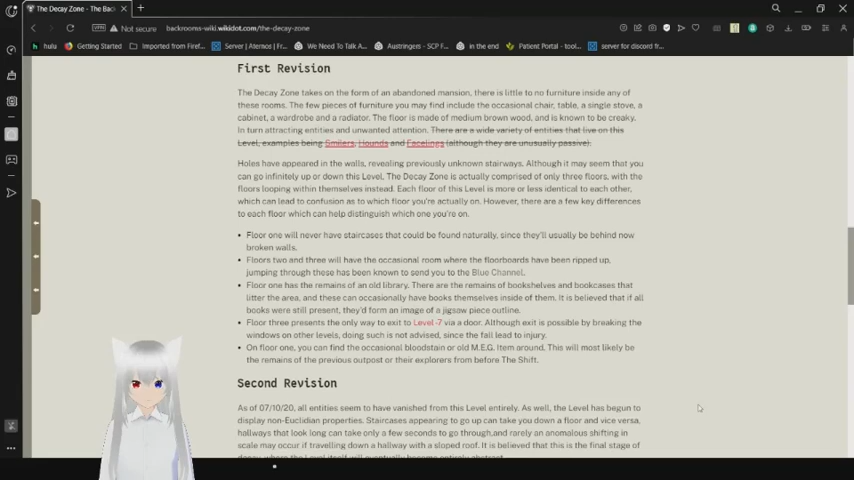 The Decay Zone - The Bac
Not secure
backrooms-wiki.wikidot.com/the-decay-zone
hulu
Getting Started
Imported from Firef...
Server | Aternos | Fr...
We Need To Talk A...
Austringers - SCP F...
in the end
Patient Portal - tool...
server for discord fr...
First Revision
The Decay Zone takes on the form of an abandoned mansion, there is little to no furniture inside any of
these rooms. The few pieces of furniture you may find include the occasional chair, table, a single stove, a
cabinet, a wardrobe and a radiator. The floor is made of medium brown wood, and is known to be creaky.
In turn attracting entities and unwanted attention. There are a wide variety of entities that live on this
Level, examples being Smilers, Hounds and Facelings (although they are unusually passive).
Holes have appeared in the walls, revealing previously unknown stairways. Although it may seem that you
can go infinitely up or down this Level, The Decay Zone is actually comprised of only three floors, with the
floors looping within themselves instead. Each floor of this Level is more or less identical to each other,
which can lead to confusion as to which floor you're actually on. However, there are a few key differences
to each floor which can help distinguish which one you're on.
• Floor one will never have staircases that could be found naturally, since they'll usually be behind now
broken walls.
• Floors two and three will have the occasional room where the floorboards have been ripped up,
jumping through these has been known to send you to the Blue Channel.
• Floor one has the remains of an old library. There are the remains of bookshelves and bookcases that
litter the area, and these can occasionally have books themselves inside of them. It is believed that if all
books were still present, they'd form an image of a jigsaw piece outline.
• Floor three presents the only way to exit to Level -7 via a door. Although exit is possible by breaking the
windows on other levels, doing such is not advised, since the fall lead to injury.
• On floor one, you can find the occasional bloodstain or old M.E.G. Item around, This will most likely be
the remains of the previous outpost or their explorers from before The Shift.
Second Revision
As of 07/10/20, all entities seem to have vanished from this Level entirely. As well, the Level has begun to
display non-Euclidian properties. Staircases appearing to go up can take you down a floor and vice versa,
hallways that look long can take only a few seconds to go through,and rarely an anomalous shifting in
scale may occur if travelling down a hallway with a sloped roof. It is believed that this is the final stage of
decay, where the Level itself will eventually become entirely abstract.